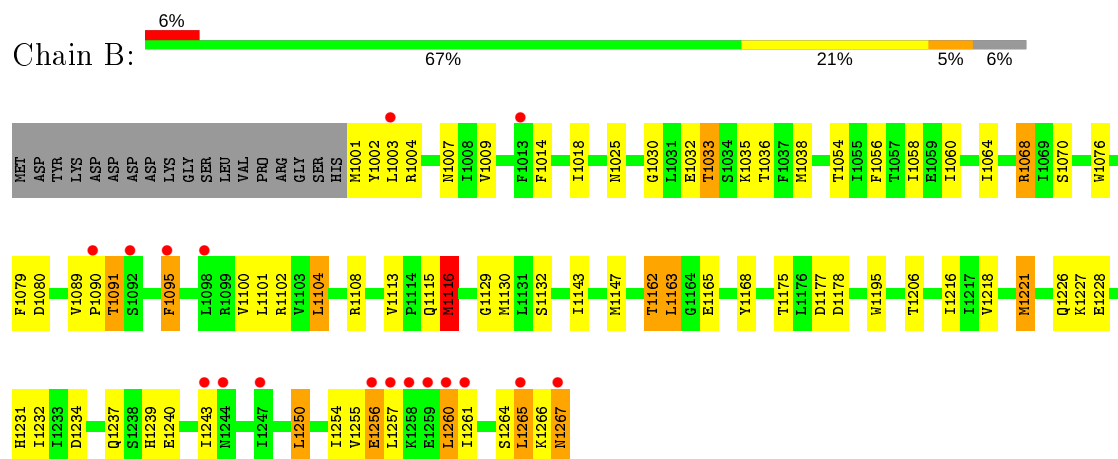 6%
Chain B:
67% 21% 5% 6%
MET ASP TYR LYS ASP ASP ASP ASP LYS GLY SER LEU VAL PRO ARG GLY SER HIS M1001 Y1002 L1003 R1004 N1007 I1008 V1009 F1013 F1014 I1018 N1025 G1030 L1031 E1032 T1033 S1034 K1035 T1036 F1037 M1038 T1054 I1055 F1056 T1057 I1058 E1059 I1060 I1064 R1068 I1069 S1070 W1076
F1079 D1080 V1089 P1090 T1091 S1092 F1095 L1098 R1099 V1100 L1101 R1102 V1103 L1104 R1108 V1113 P1114 Q1115 M1116 G1129 M1130 L1131 S1132 I1143 M1147 T1162 L1163 G1164 E1165 Y1168 T1175 L1176 D1177 D1178 W1195 T1206 I1216 I1217 V1218 M1221 Q1226 K1227 E1228
H1231 I1232 I1233 D1234 Q1237 S1238 H1239 E1240 I1243 N1244 I1247 L1250 I1254 V1255 E1256 L1257 K1258 E1259 L1260 I1261 S1264 L1265 K1266 N1267